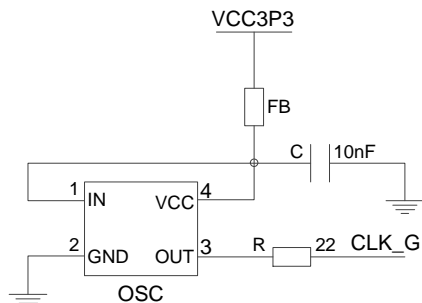 VCC3P3
FB
C 10nF
1 IN VCC 4
2 GND OUT 3 R 22 CLK_G
OSC